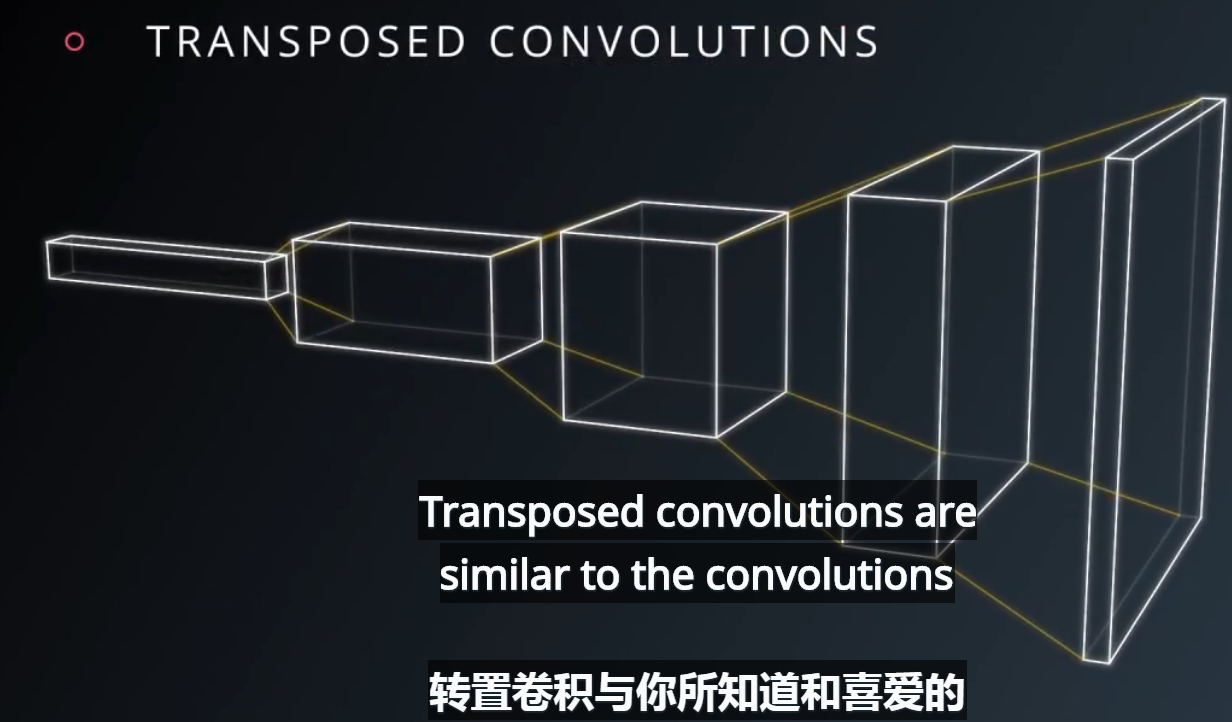 TRANSPOSED CONVOLUTIONS
Transposed convolutions are
similar to the convolutions
转置卷积与你所知道和喜爱的